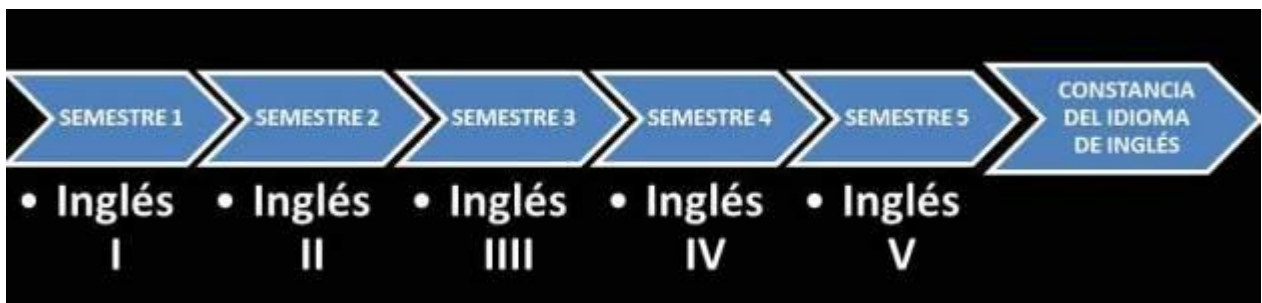 SEMESTRE 1
SEMESTRE 2
SEMESTRE 3
SEMESTRE 4
SEMESTRE 5
CONSTANCIA
DEL IDIOMA
DE INGLÉS
• Inglés
I
• Inglés
II
• Inglés
IIII
• Inglés
IV
• Inglés
V